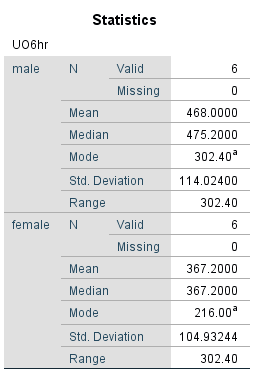 Statistics
UO6hr
male N Valid 6
Missing 0
Mean 468.0000
Median 475.2000
Mode 302.40a
Std. Deviation 114.02400
Range 302.40
female N Valid 6
Missing 0
Mean 367.2000
Median 367.2000
Mode 216.00a
Std. Deviation 104.93244
Range 302.40